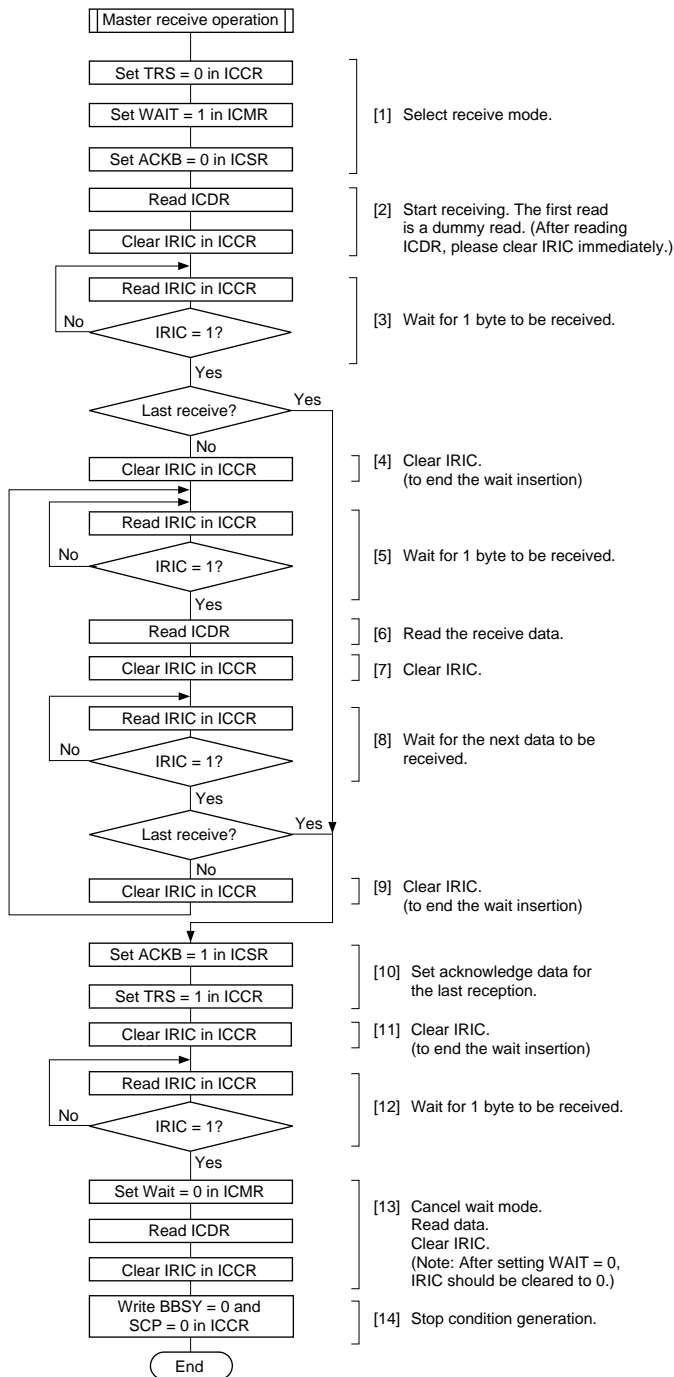 Master receive operation
Set TRS = 0 in ICCR
Set WAIT = 1 in ICMR
[1] Select receive mode.
Set ACKB = 0 in ICSR
Read ICDR
[2] Start receiving. The first read
is a dummy read. (After reading
ICDR, please clear IRIC immediately.)
Clear IRIC in ICCR
Read IRIC in ICCR
No
IRIC = 1?
[3] Wait for 1 byte to be received.
Yes
Last receive?
Yes
No
Clear IRIC in ICCR
[4] Clear IRIC.
(to end the wait insertion)
Read IRIC in ICCR
No
IRIC = 1?
[5] Wait for 1 byte to be received.
Yes
Read ICDR
[6] Read the receive data.
Clear IRIC in ICCR
[7] Clear IRIC.
Read IRIC in ICCR
No
IRIC = 1?
[8] Wait for the next data to be
received.
Yes
Last receive?
Yes
No
Clear IRIC in ICCR
[9] Clear IRIC.
(to end the wait insertion)
Set ACKB = 1 in ICSR
Set TRS = 1 in ICCR
[10] Set acknowledge data for
the last reception.
Clear IRIC in ICCR
[11] Clear IRIC.
(to end the wait insertion)
Read IRIC in ICCR
No
IRIC = 1?
[12] Wait for 1 byte to be received.
Yes
Set Wait = 0 in ICMR
Read ICDR
Clear IRIC in ICCR
[13] Cancel wait mode.
Read data.
Clear IRIC.
(Note: After setting WAIT = 0,
IRIC should be cleared to 0.)
Write BBSY = 0 and
SCP = 0 in ICCR
[14] Stop condition generation.
End